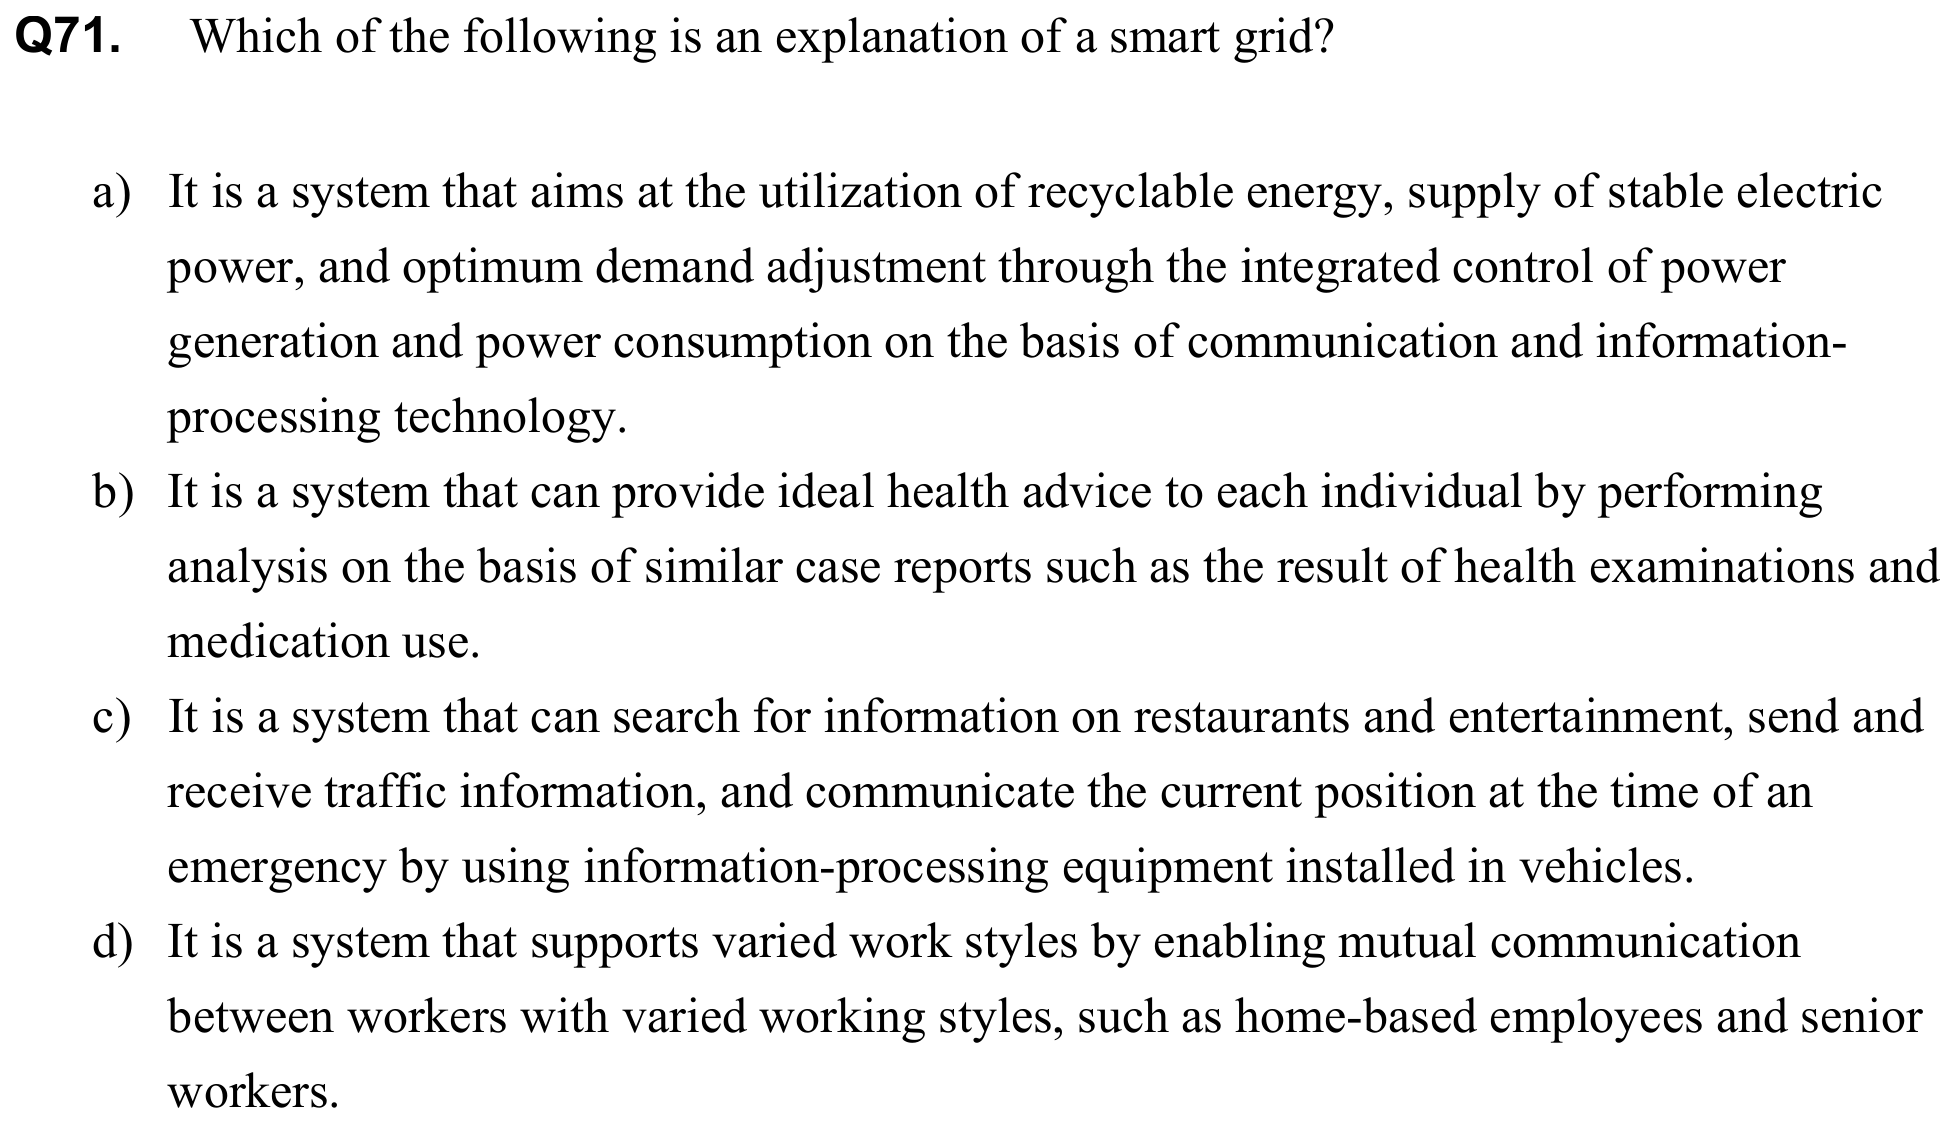 Q71. Which of the following is an explanation of a smart grid?
a) It is a system that aims at the utilization of recyclable energy, supply of stable electric
power, and optimum demand adjustment through the integrated control of power
generation and power consumption on the basis of communication and information-
processing technology.
b) It is a system that can provide ideal health advice to each individual by performing
analysis on the basis of similar case reports such as the result of health examinations and
medication use.
c) It is a system that can search for information on restaurants and entertainment, send and
receive traffic information, and communicate the current position at the time of an
emergency by using information-processing equipment installed in vehicles.
d) It is a system that supports varied work styles by enabling mutual communication
between workers with varied working styles, such as home-based employees and senior
workers.